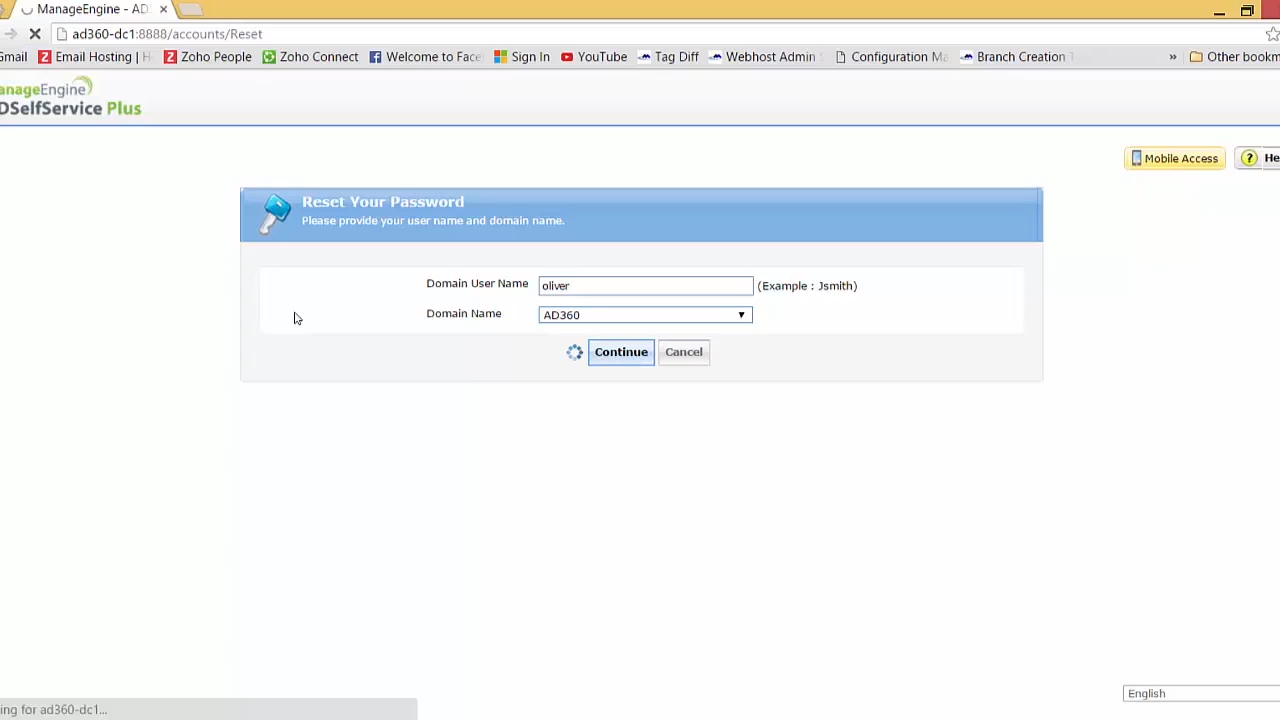 ManageEngine - AD
ad360-dc1:8888/accounts/Reset
Gmail Email Hosting | Zoho People Zoho Connect Welcome to Face Sign In YouTube Tag Diff Webhost Admin Configuration Ma Branch Creation » Other bookm
anageEngine
DSelfService Plus
Mobile Access ? He
Reset Your Password
Please provide your user name and domain name.
Domain User Name oliver (Example : Jsmith)
Domain Name AD360
Continue Cancel
English
ing for ad360-dc1...